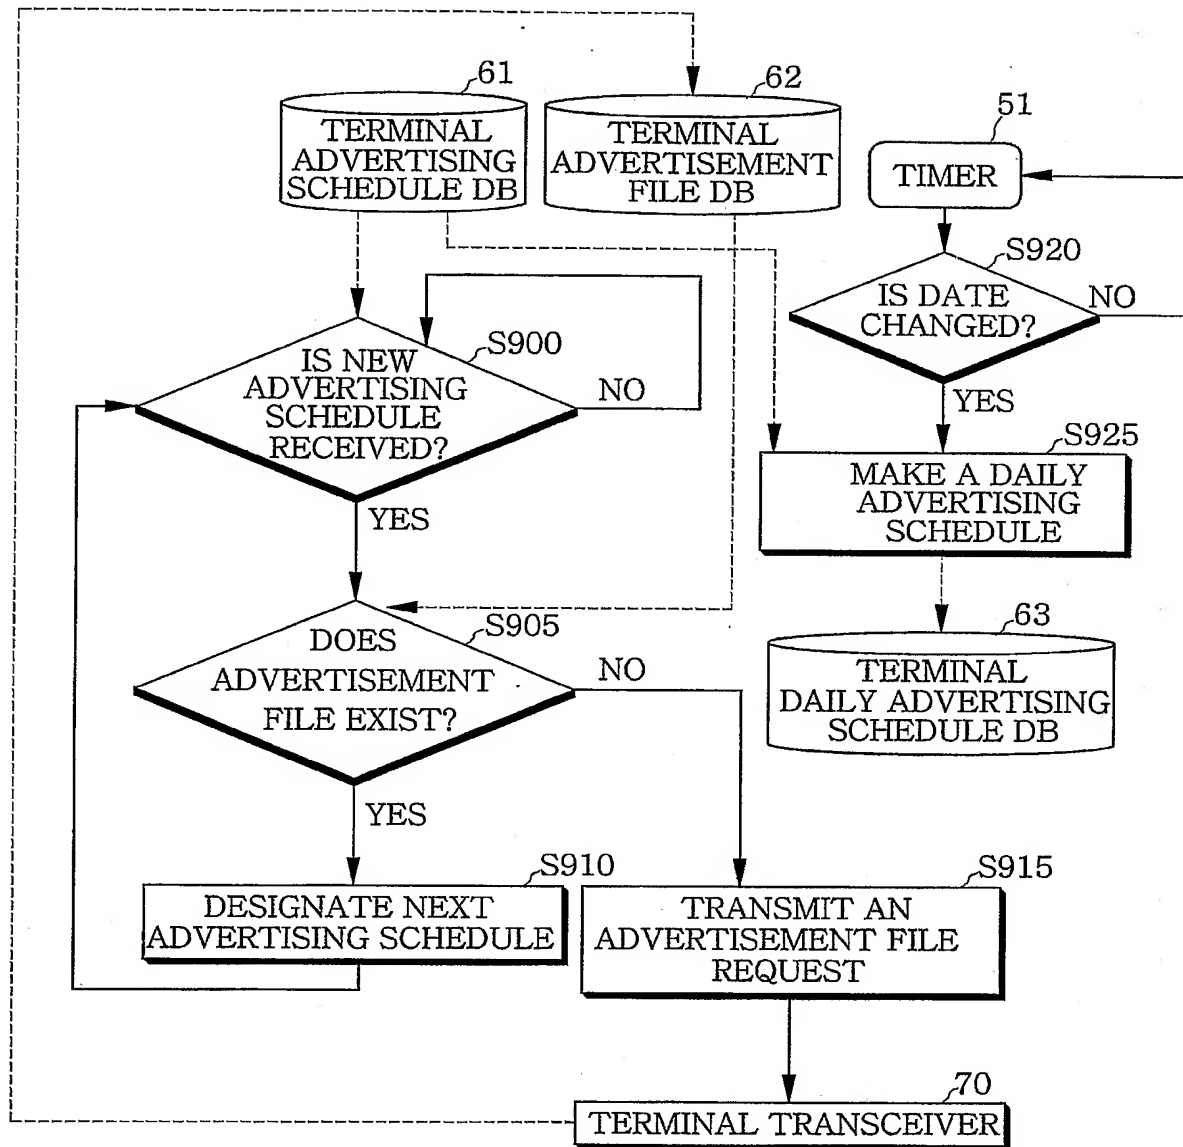 61
TERMINAL
ADVERTISING
SCHEDULE DB
62
TERMINAL
ADVERTISEMENT
FILE DB
51
TIMER
S920
IS DATE
CHANGED?
NO
YES
S900
IS NEW
ADVERTISING
SCHEDULE
RECEIVED?
NO
YES
S925
MAKE A DAILY
ADVERTISING
SCHEDULE
S905
DOES
ADVERTISEMENT
FILE EXIST?
NO
YES
63
TERMINAL
DAILY ADVERTISING
SCHEDULE DB
S910
DESIGNATE NEXT
ADVERTISING SCHEDULE
S915
TRANSMIT AN
ADVERTISEMENT FILE
REQUEST
70
TERMINAL TRANSCEIVER